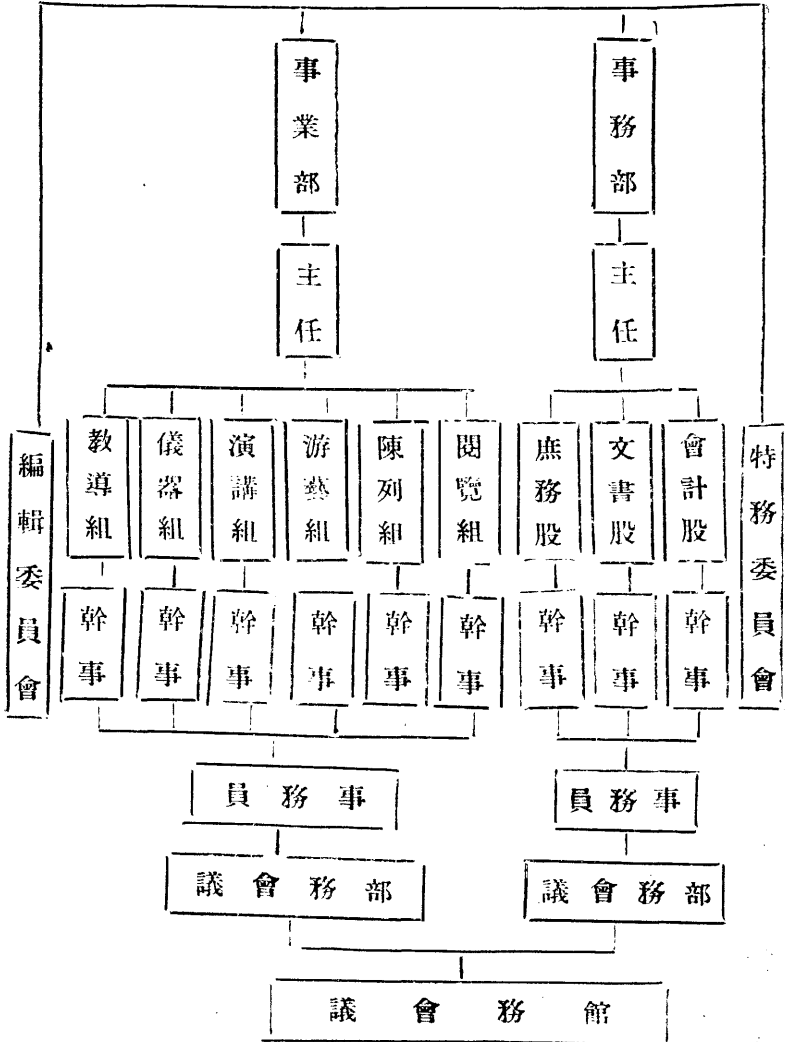 事務部
事業部
主任
主任
特務委員會
會計股
文書股
庶務股
閱覽組
陳列組
游藝組
演講組
儀器組
教導組
編輯委員會
幹事
幹事
幹事
幹事
幹事
幹事
幹事
幹事
幹事
事務員
事務員
部務會議
部務會議
館務會議